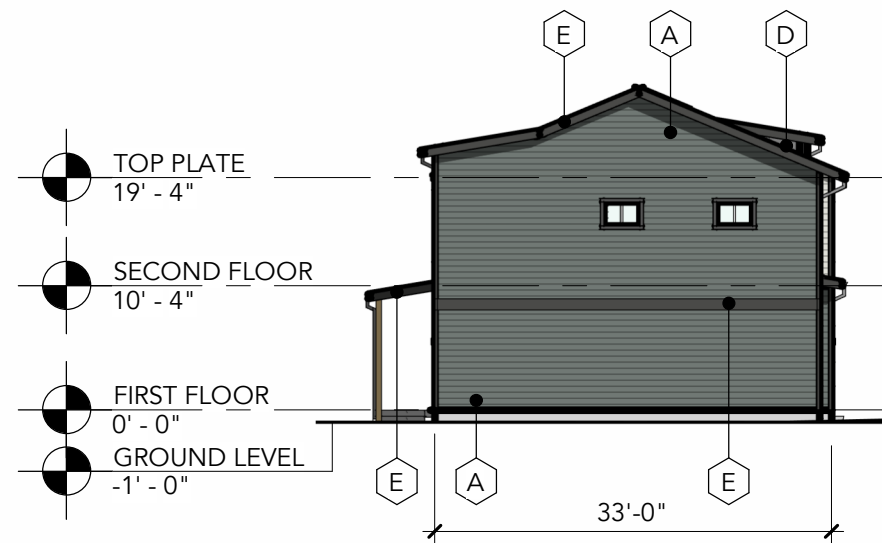 E A D
TOP PLATE
19' - 4"
SECOND FLOOR
10' - 4"
FIRST FLOOR
0' - 0"
GROUND LEVEL
-1' - 0"
E A E
33'-0"